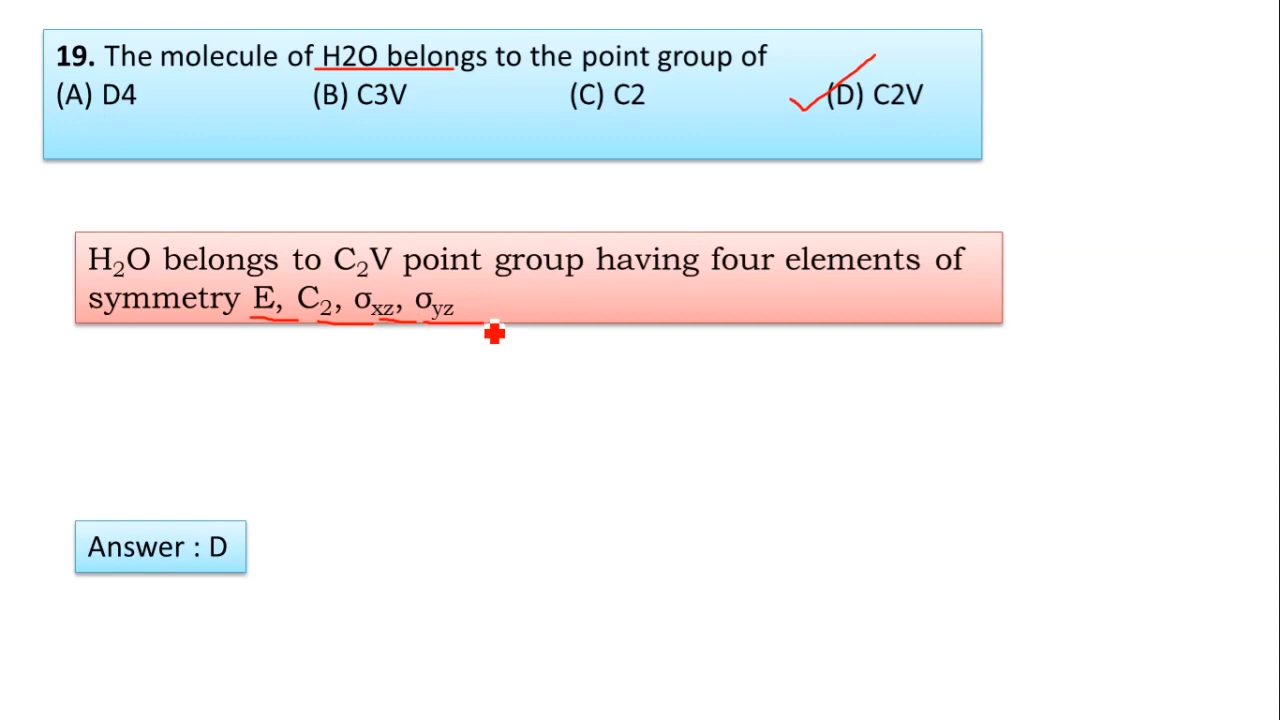 19. The molecule of H2O belongs to the point group of
(A) D4 (B) C3V (C) C2 (D) C2V
H₂O belongs to C₂V point group having four elements of
symmetry E, C₂, σxz, σyz
Answer : D